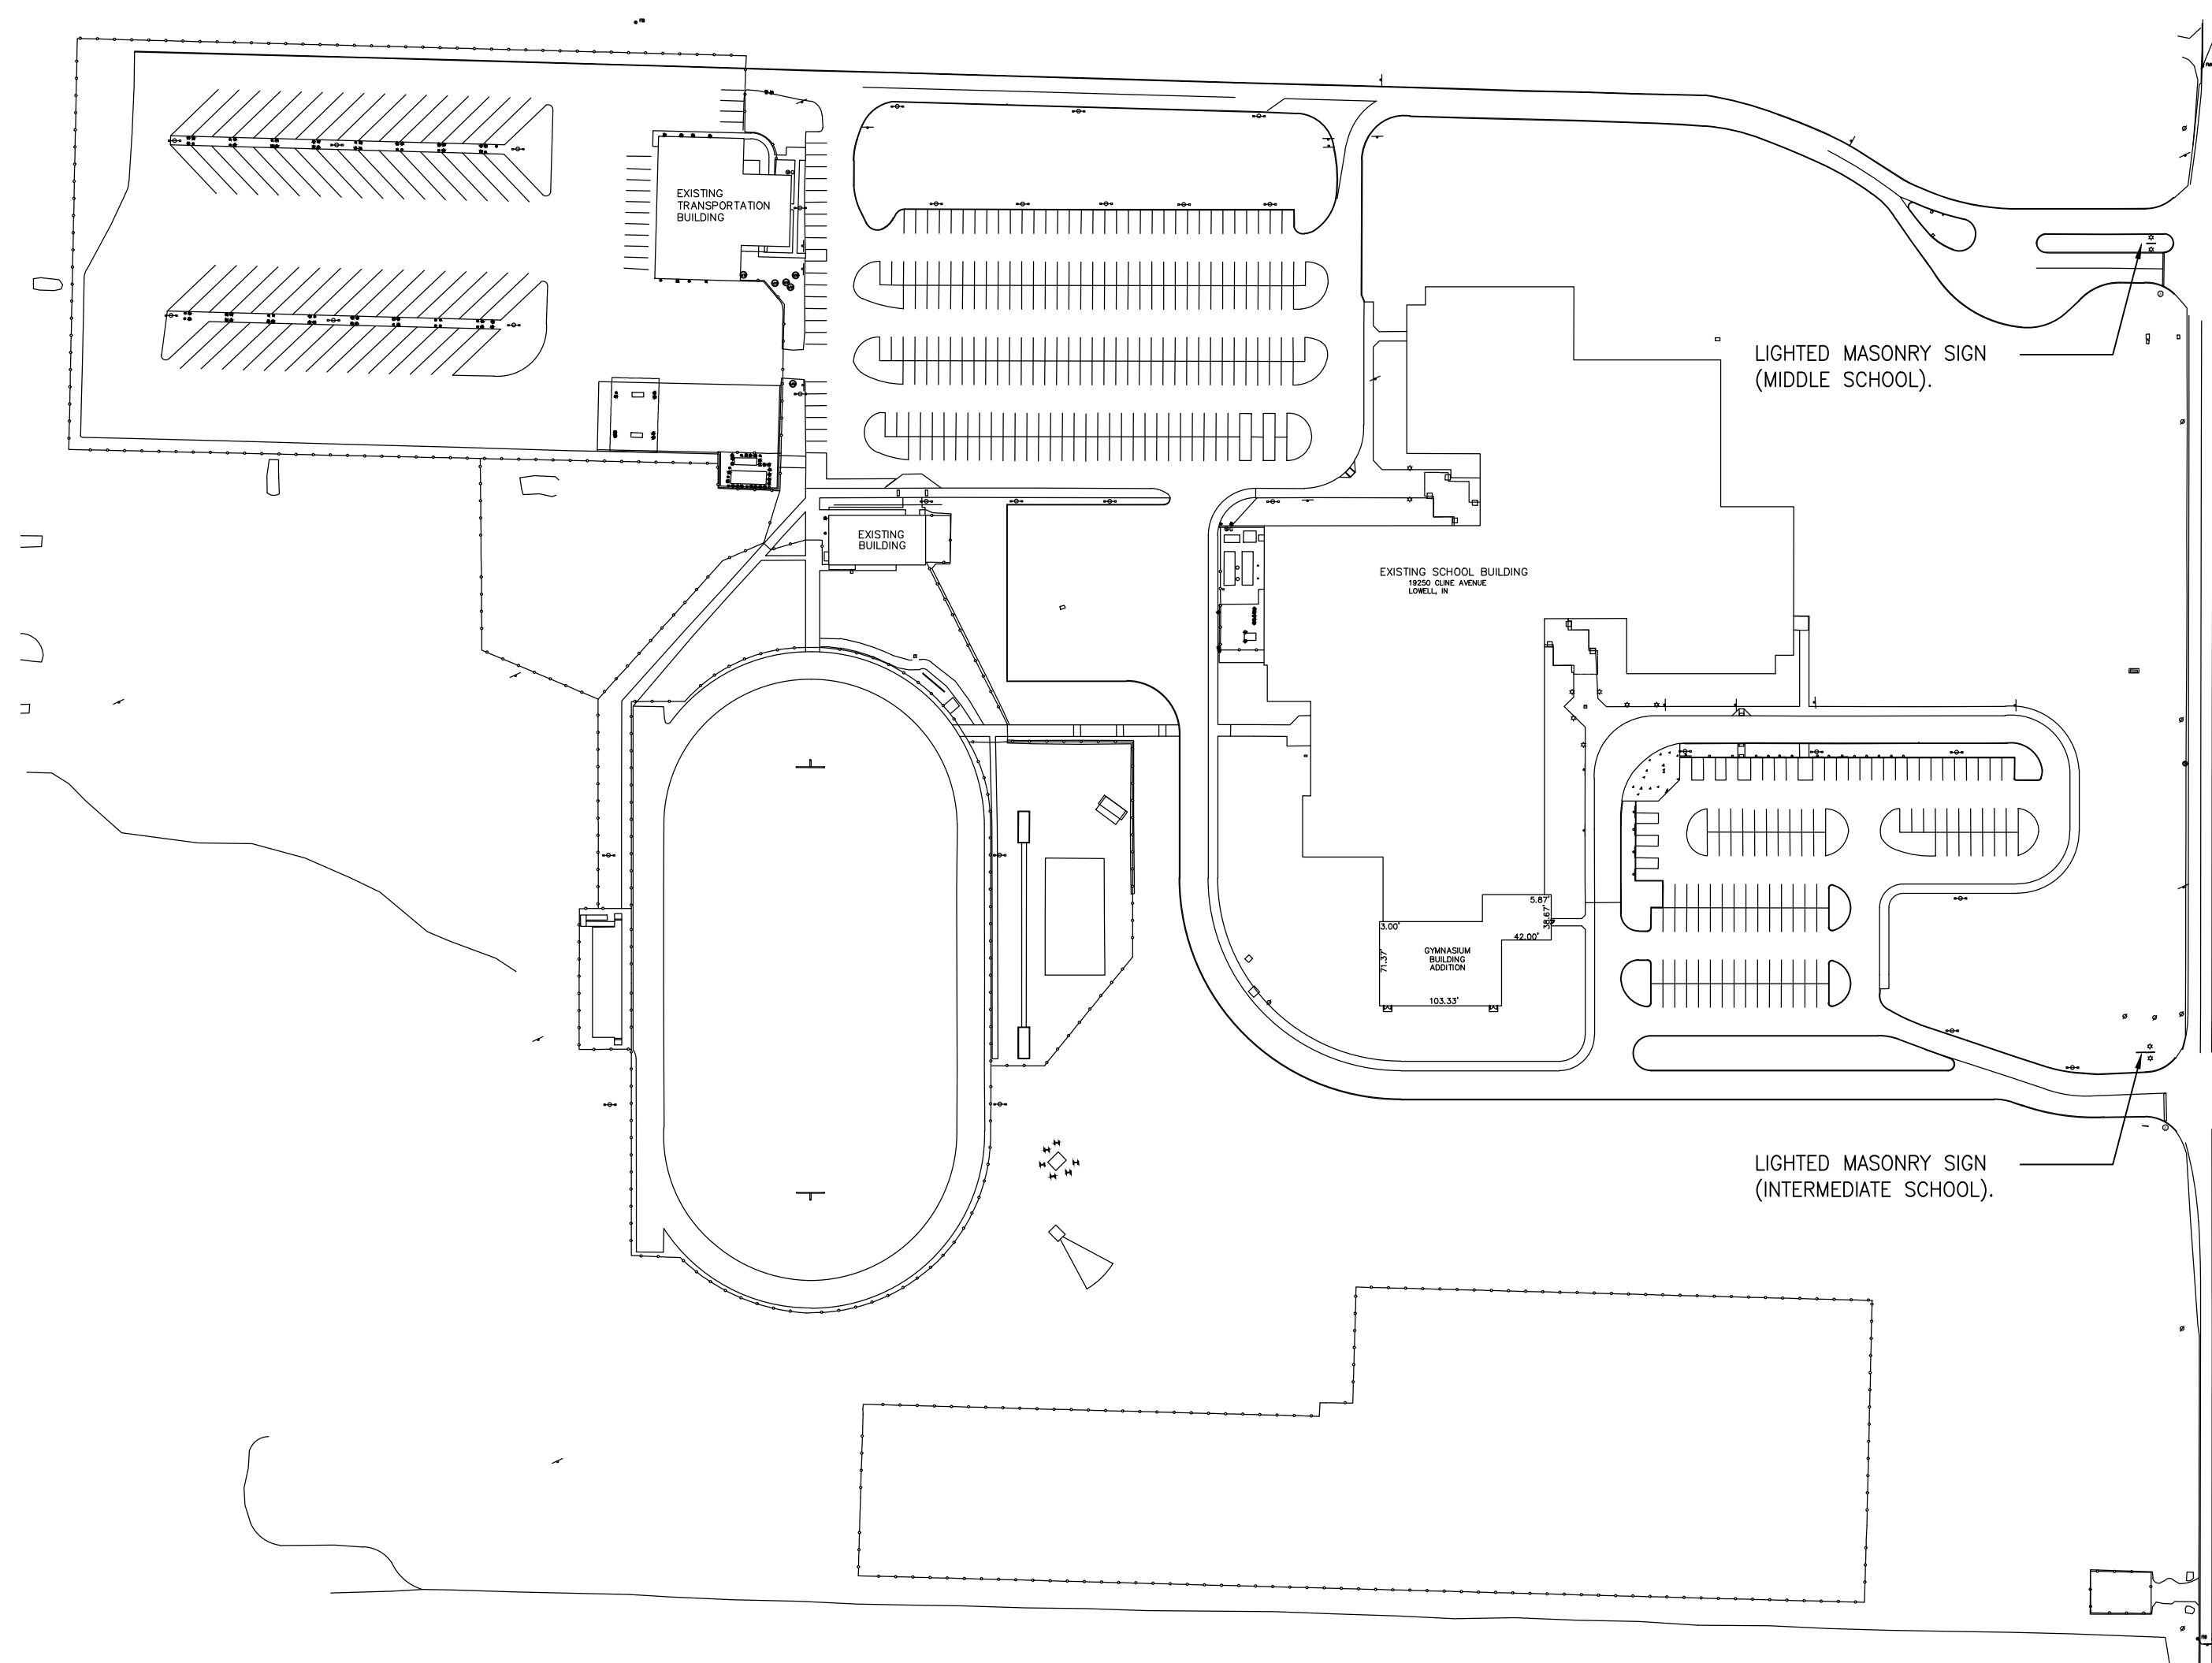 EXISTING
TRANSPORTATION
BUILDING
LIGHTED MASONRY SIGN
(MIDDLE SCHOOL).
EXISTING
BUILDING
EXISTING SCHOOL BUILDING
19250 CLINE AVENUE
LOWELL, IN
5.87'
38.67'
3.00'
42.00'
71.37'
GYMNASIUM
BUILDING
ADDITION
103.33'
LIGHTED MASONRY SIGN
(INTERMEDIATE SCHOOL).